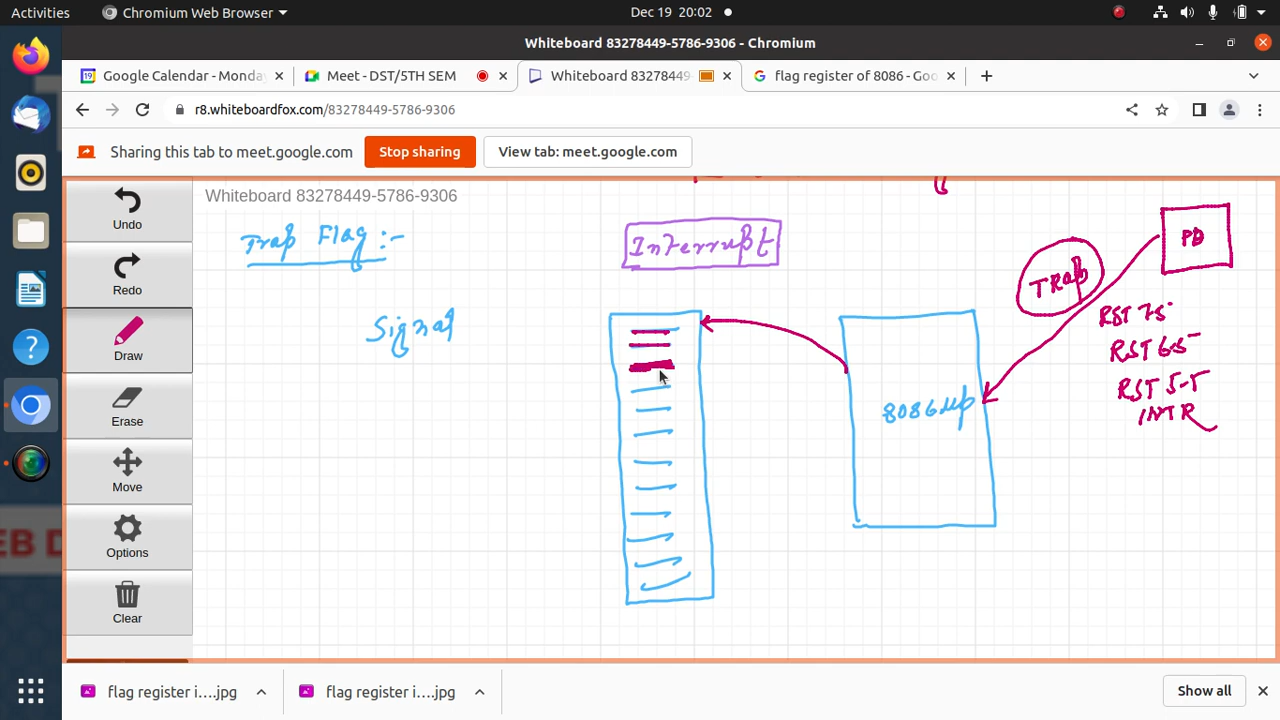 Activities
Chromium Web Browser
Dec 19 20:02
Whiteboard 83278449-5786-9306 - Chromium
Google Calendar - Monda
Meet - DST/5TH SEM
Whiteboard 83278449
flag register of 8086 - Goo
r8.whiteboardfox.com/83278449-5786-9306
Sharing this tab to meet.google.com
Stop sharing
View tab: meet.google.com
Whiteboard 83278449-5786-9306
Undo
Redo
Draw
Erase
Move
Options
Clear
Trap Flag :-
Interrupt
Signal
8086 μp
TRAP
PD
RST 7.5
RST 6.5
RST 5.5
INTR
EB D
flag register i....jpg
flag register i....jpg
Show all